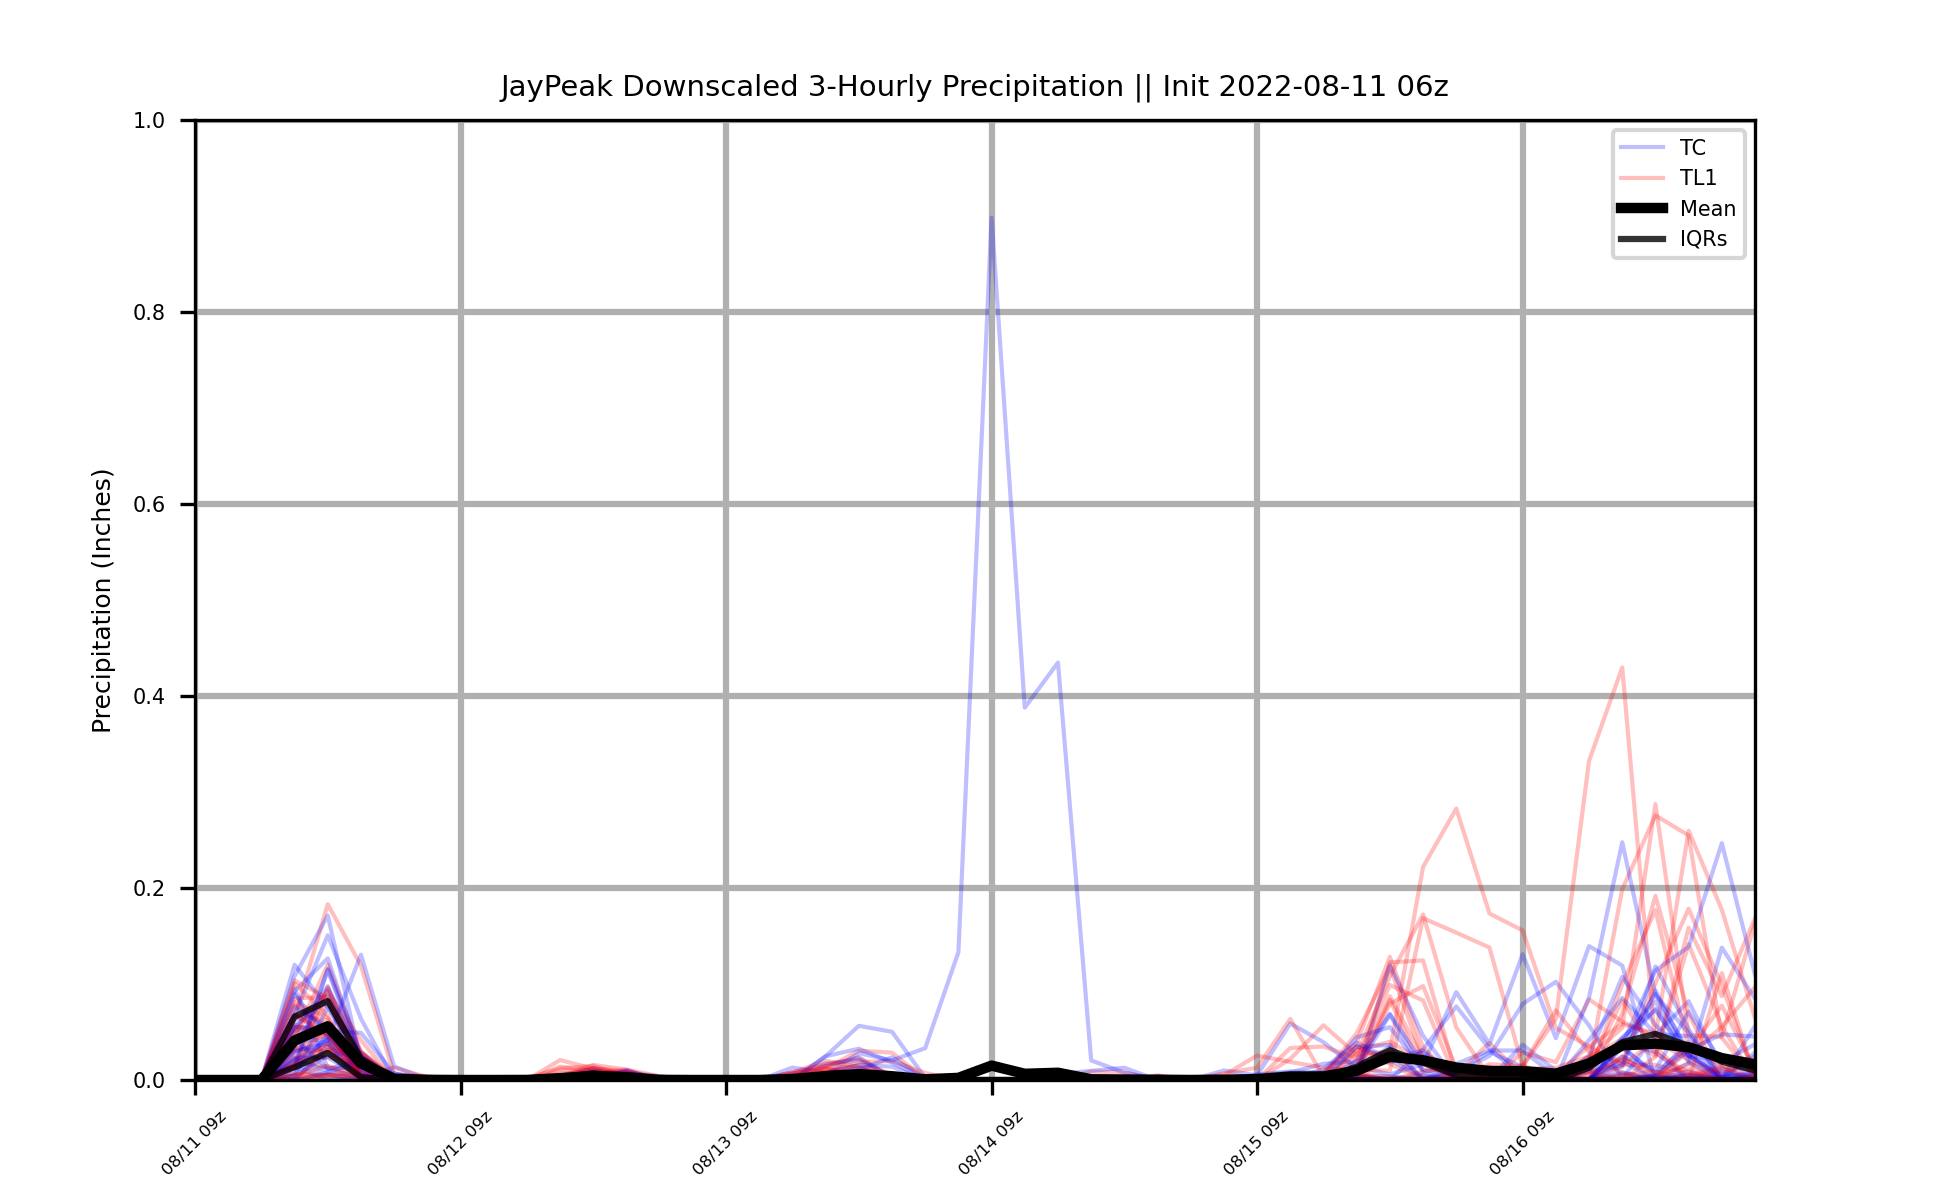 JayPeak Downscaled 3-Hourly Precipitation || Init 2022-08-11 06z
TC
TL1
Mean
IQRs
Precipitation (Inches)
1.0
0.8
0.6
0.4
0.2
0.0
08/11 09z
08/12 09z
08/13 09z
08/14 09z
08/15 09z
08/16 09z